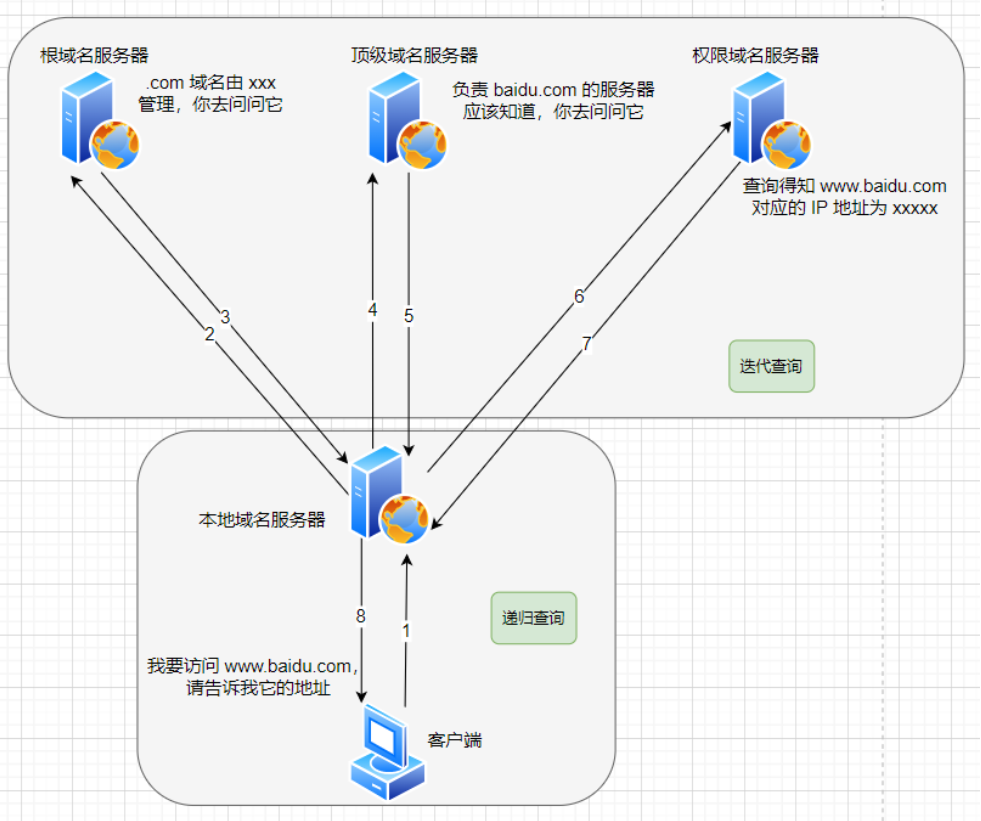 根域名服务器
.com 域名由 xxx
管理，你去问问它
顶级域名服务器
负责 baidu.com 的服务器
应该知道，你去问问它
权限域名服务器
查询得知 www.baidu.com
对应的 IP 地址为 xxxxx
3
2
4
5
6
7
迭代查询
本地域名服务器
8
1
递归查询
我要访问 www.baidu.com，
请告诉我它的地址
客户端